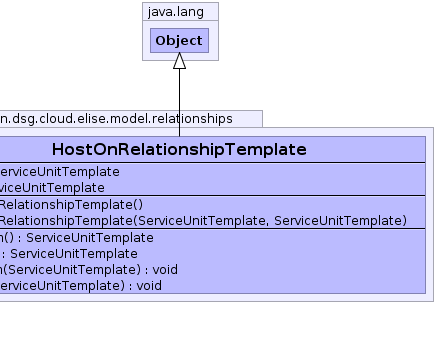 java.lang
Object
n.dsg.cloud.elise.model.relationships
HostOnRelationshipTemplate
erviceUnitTemplate
viceUnitTemplate
RelationshipTemplate()
RelationshipTemplate(ServiceUnitTemplate, ServiceUnitTemplate)
() : ServiceUnitTemplate
: ServiceUnitTemplate
(ServiceUnitTemplate) : void
erviceUnitTemplate) : void